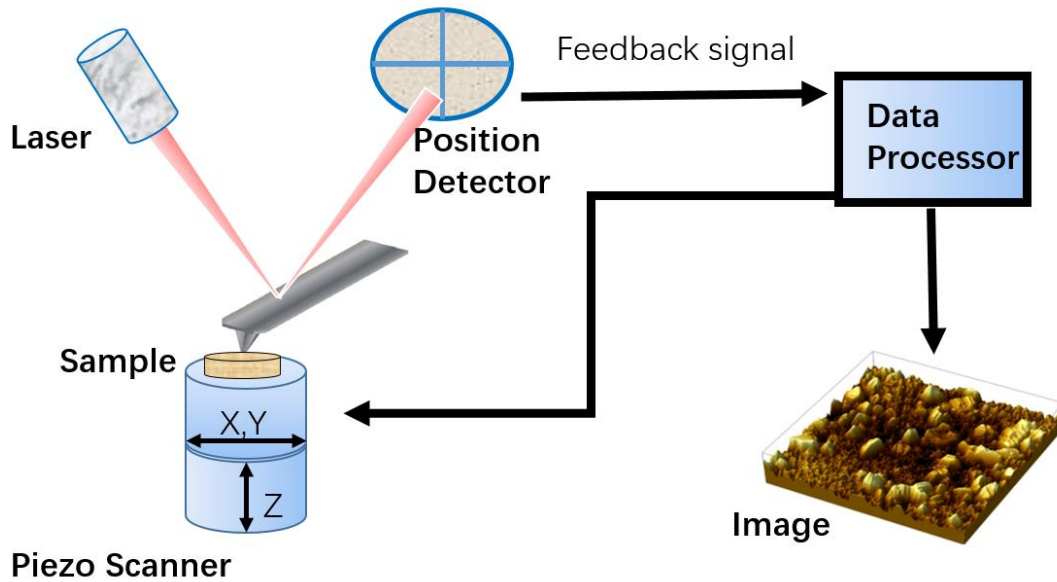 Feedback signal
Laser
Position
Detector
Data
Processor
Sample
X,Y
Z
Image
Piezo Scanner